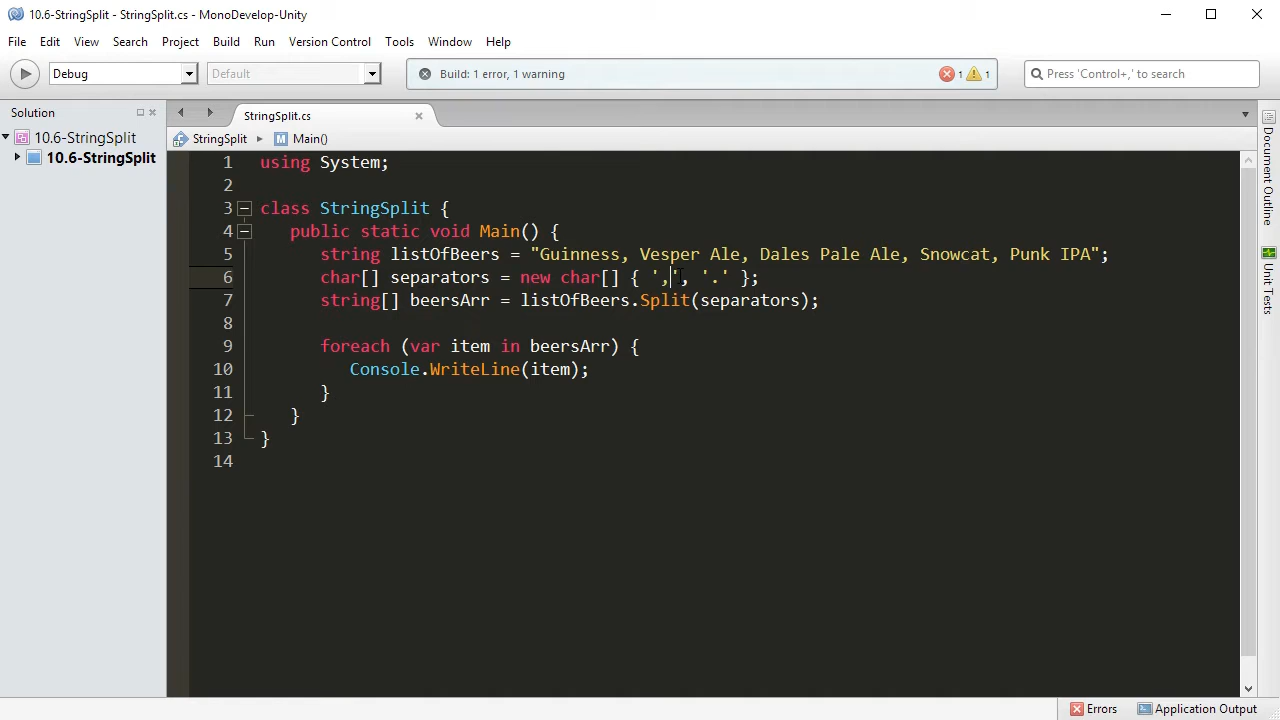 10.6-StringSplit - StringSplit.cs - MonoDevelop-Unity
File Edit View Search Project Build Run Version Control Tools Window Help
Debug Default Build: 1 error, 1 warning 1 1 Press 'Control+,' to search
Solution StringSplit.cs
10.6-StringSplit StringSplit Main()
10.6-StringSplit
1 using System;
2
3 class StringSplit {
4 public static void Main() {
5 string listOfBeers = "Guinness, Vesper Ale, Dales Pale Ale, Snowcat, Punk IPA";
6 char[] separators = new char[] { ',', '.' };
7 string[] beersArr = listOfBeers.Split(separators);
8
9 foreach (var item in beersArr) {
10 Console.WriteLine(item);
11 }
12 }
13 }
14
Document Outline
Unit Tests
Errors Application Output